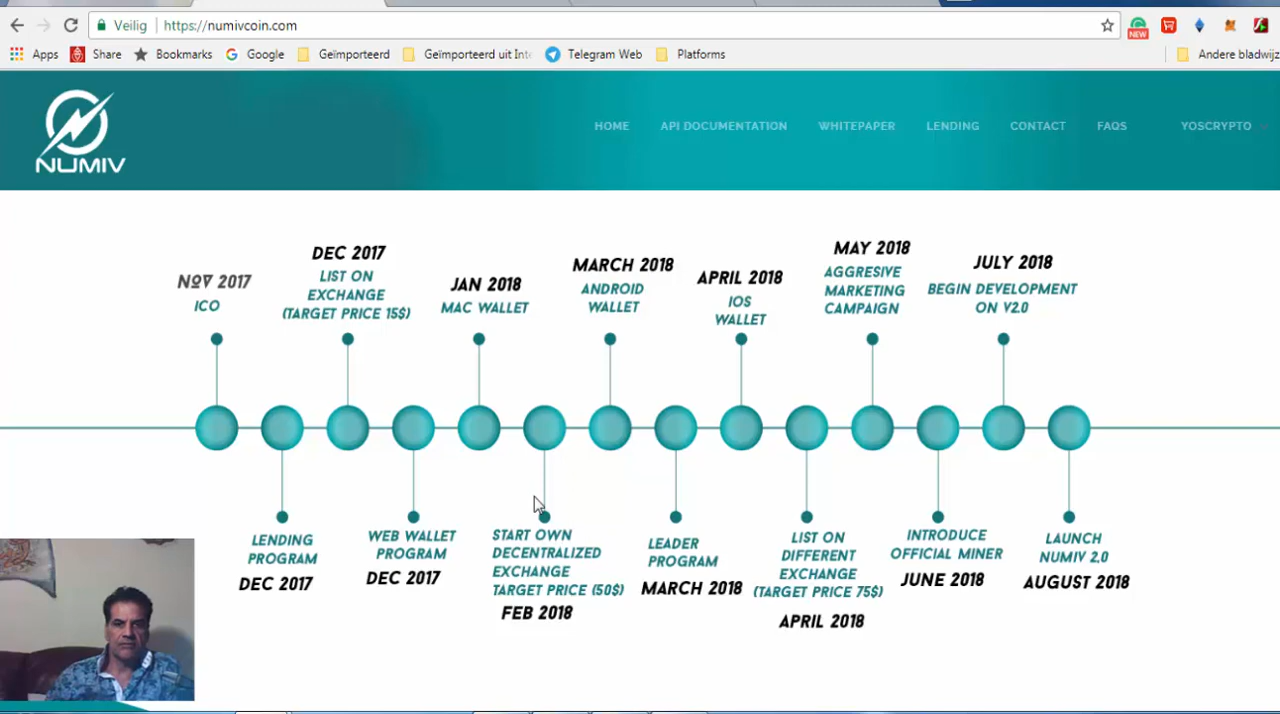 Veilig
https://numivcoin.com
NEW
Apps
Share
Bookmarks
Google
Geïmporteerd
Geïmporteerd uit Int
Telegram Web
Platforms
Andere bladwijz
NUMIV
HOME
API DOCUMENTATION
WHITEPAPER
LENDING
CONTACT
FAQS
YOSCRYPTO
NOV 2017
ICO
DEC 2017
LIST ON
EXCHANGE
(TARGET PRICE 15$)
JAN 2018
MAC WALLET
MARCH 2018
ANDROID
WALLET
APRIL 2018
IOS
WALLET
MAY 2018
AGGRESIVE
MARKETING
CAMPAIGN
JULY 2018
BEGIN DEVELOPMENT
ON V2.0
LENDING
PROGRAM
DEC 2017
WEB WALLET
PROGRAM
DEC 2017
START OWN
DECENTRALIZED
EXCHANGE
TARGET PRICE (50$)
FEB 2018
LEADER
PROGRAM
MARCH 2018
LIST ON
DIFFERENT
EXCHANGE
(TARGET PRICE 75$)
APRIL 2018
INTRODUCE
OFFICIAL MINER
JUNE 2018
LAUNCH
NUMIV 2.0
AUGUST 2018